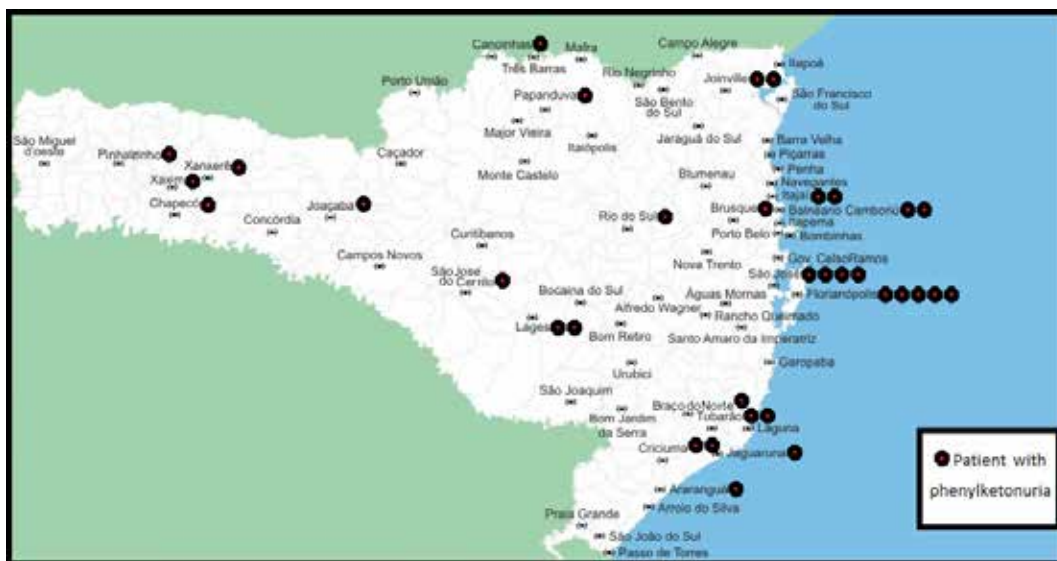 Canoinhas
Mafra
Campo Alegre
Itapoá
Três Barras
Rio Negrinho
Joinville
Porto União
Papanduva
São Bento
do Sul
São Francisco
do Sul
Major Vieira
Itaiópolis
Jaraguá do Sul
Barra Velha
São Miguel
d'oeste
Pinhalzinho
Xanxerê
Caçador
Monte Castelo
Piçarras
Penha
Xaxim
Blumenau
Navegantes
Itajaí
Chapecó
Joaçaba
Rio do Sul
Brusque
Balneário Camboriú
Concórdia
Itapema
Curitibanos
Porto Belo
Bombinhas
Campos Novos
Nova Trento
Gov. CelsoRamos
São José
do Cerrito
São José
Bocaina do Sul
Águas Mornas
Florianópolis
Alfredo Wagner
Rancho Queimado
Lages
Bom Retiro
Santo Amaro da Imperatriz
Urubici
Garopaba
São Joaquim
Braço do Norte
Bom Jardim
da Serra
Tubarão
Laguna
Criciuma
Jaguaruna
Patient with
phenylketonuria
Araranguá
Praia Grande
Arroio do Silva
São João do Sul
Passo de Torres